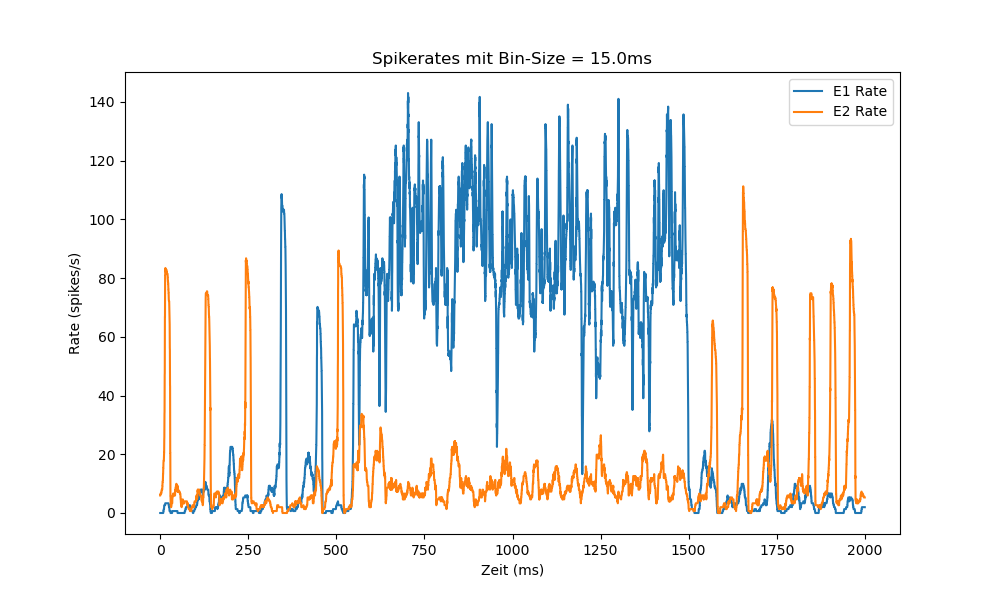 Spikerates mit Bin-Size = 15.0ms
E1 Rate
E2 Rate
Rate (spikes/s)
140
120
100
80
60
40
20
0
0 250 500 750 1000 1250 1500 1750 2000
Zeit (ms)